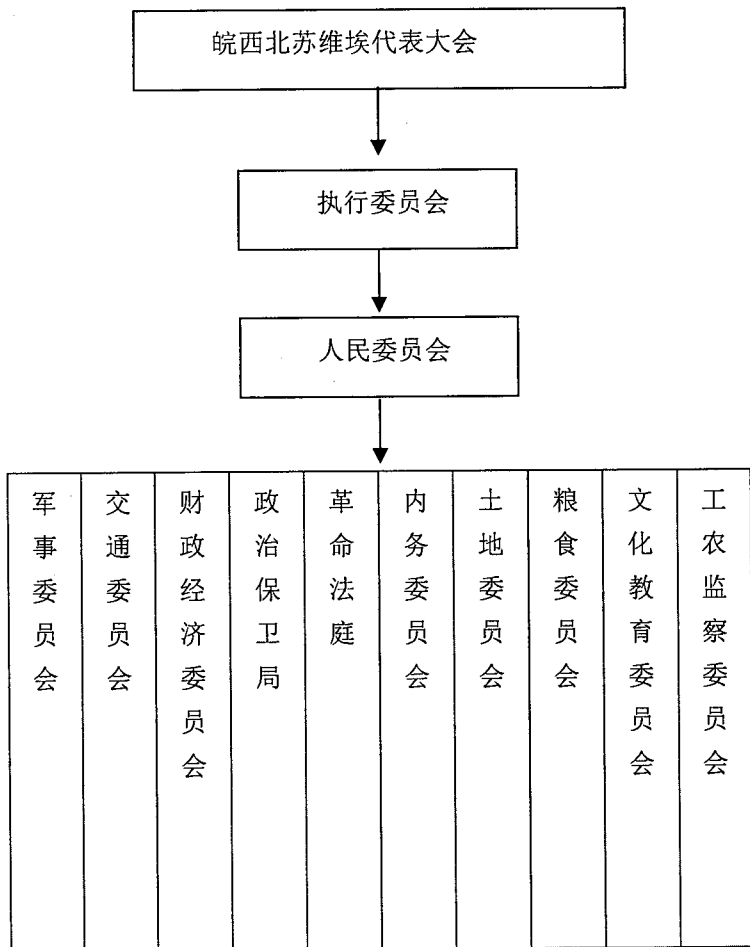 皖西北苏维埃代表大会
执行委员会
人民委员会
军事委员会
交通委员会
财政经济委员会
政治保卫局
革命法庭
内务委员会
土地委员会
粮食委员会
文化教育委员会
工农监察委员会